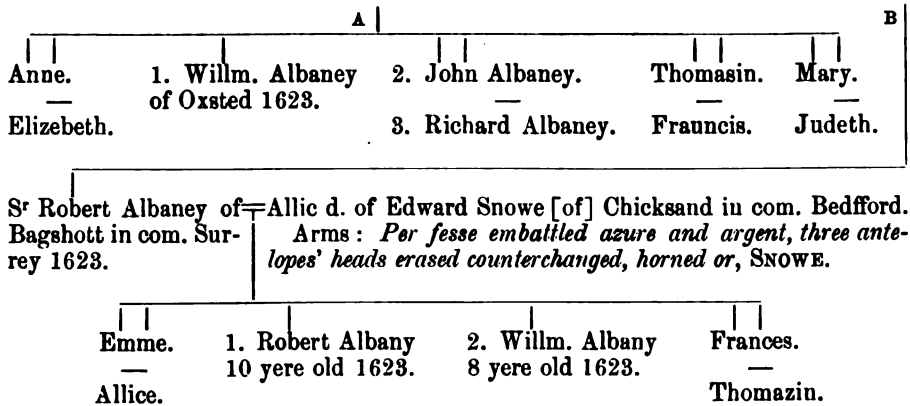 A B
Anne. 1. Willm. Albaney 2. John Albaney. Thomasin. Mary.
— of Oxsted 1623. — — —
Elizebeth. 3. Richard Albaney. Frauncis. Judeth.
Sr Robert Albaney of=Allic d. of Edward Snowe [of] Chicksand in com. Bedfford.
Bagshott in com. Sur- Arms: Per fesse embattled azure and argent, three ante-
rey 1623. lopes' heads erased counterchanged, horned or, SNOWE.
Emme. 1. Robert Albany 2. Willm. Albany Frances.
— 10 yere old 1623. 8 yere old 1623. —
Allice. Thomazin.